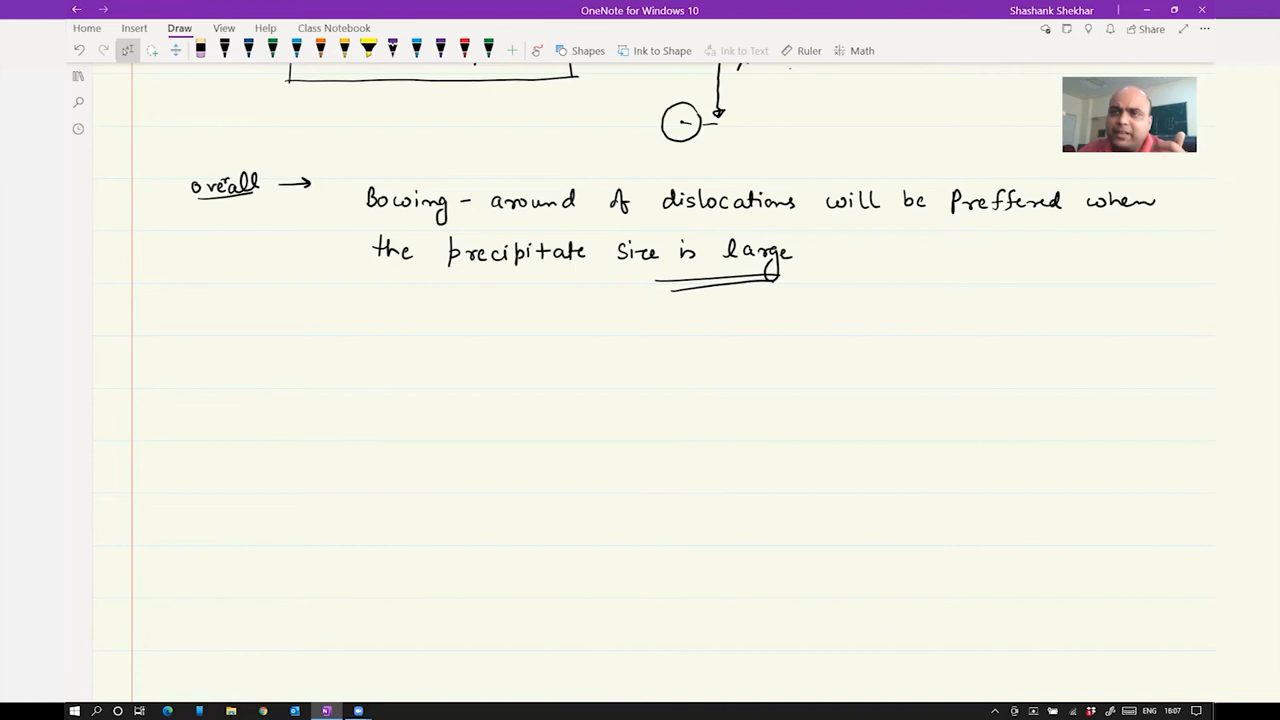 OneNote for Windows 10
Shashank Shekhar
Home Insert Draw View Help Class Notebook
Share
Shapes Ink to Shape Ink to Text Ruler Math
overall → Bowing - around of dislocations will be Preffered when
the precipitate size is large
ENG 16:07